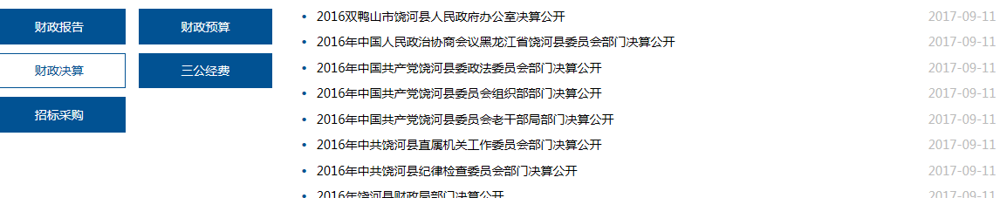 财政报告
财政预算
财政决算
三公经费
招标采购
2016双鸭山市饶河县人民政府办公室决算公开 2017-09-11
2016年中国人民政治协商会议黑龙江省饶河县委员会部门决算公开 2017-09-11
2016年中国共产党饶河县委政法委员会部门决算公开 2017-09-11
2016年中国共产党饶河县委员会组织部部门决算公开 2017-09-11
2016年中国共产党饶河县委员会老干部局部门决算公开 2017-09-11
2016年中共饶河县直属机关工作委员会部门决算公开 2017-09-11
2016年中共饶河县纪律检查委员会部门决算公开 2017-09-11
2016年饶河县财政局部门决算公开 2017-09-11